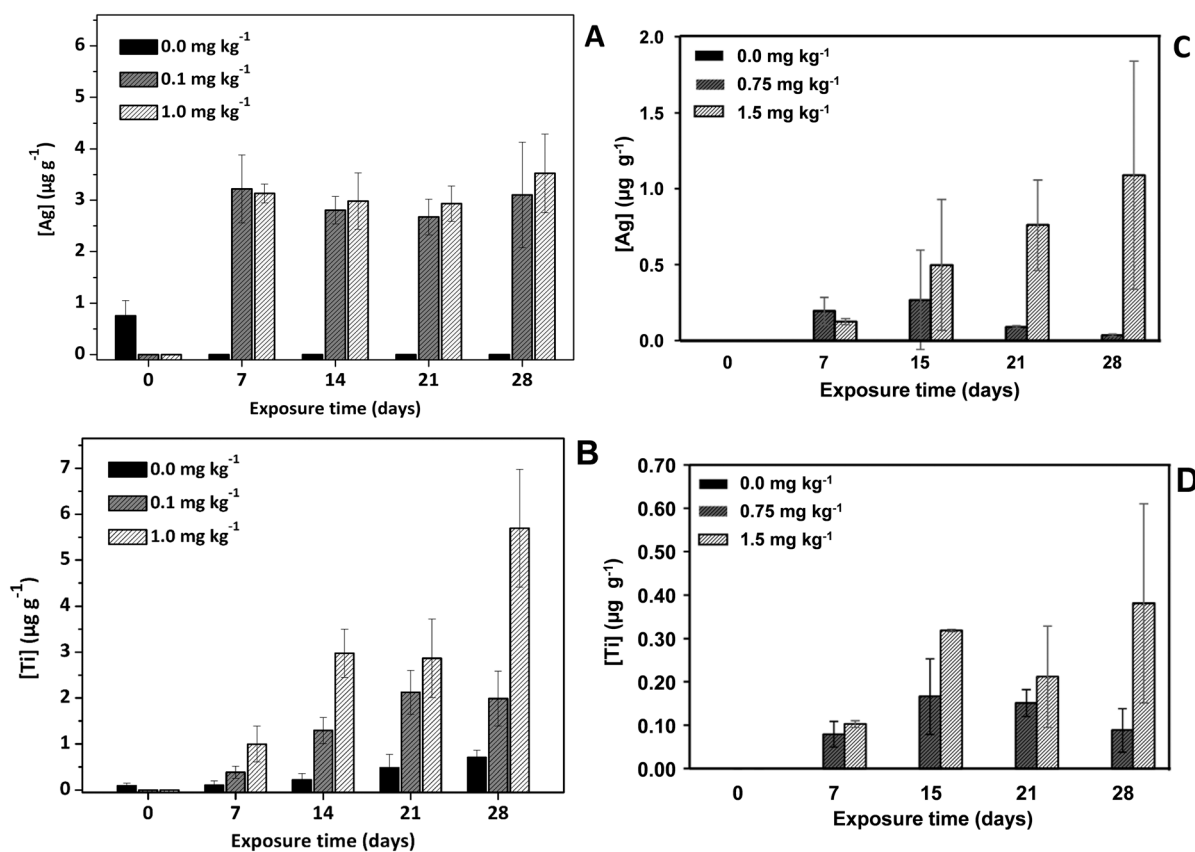 A
0.0 mg kg⁻¹
0.1 mg kg⁻¹
1.0 mg kg⁻¹
[Ag] (µg g⁻¹)
6
5
4
3
2
1
0
0 7 14 21 28
Exposure time (days)
C
0.0 mg kg⁻¹
0.75 mg kg⁻¹
1.5 mg kg⁻¹
[Ag] (µg g⁻¹)
2.0
1.5
1.0
0.5
0.0
0 7 15 21 28
Exposure time (days)
B
0.0 mg kg⁻¹
0.1 mg kg⁻¹
1.0 mg kg⁻¹
[Ti] (µg g⁻¹)
7
6
5
4
3
2
1
0
0 7 14 21 28
Exposure time (days)
D
0.0 mg kg⁻¹
0.75 mg kg⁻¹
1.5 mg kg⁻¹
[Ti] (µg g⁻¹)
0.70
0.60
0.50
0.40
0.30
0.20
0.10
0.00
0 7 15 21 28
Exposure time (days)